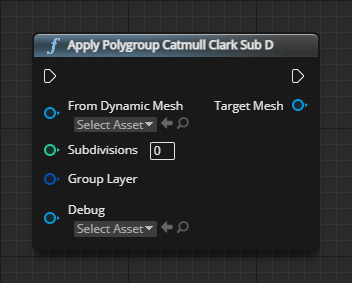 Apply Polygroup Catmull Clark Sub D
From Dynamic Mesh Target Mesh
Select Asset
Subdivisions 0
Group Layer
Debug
Select Asset